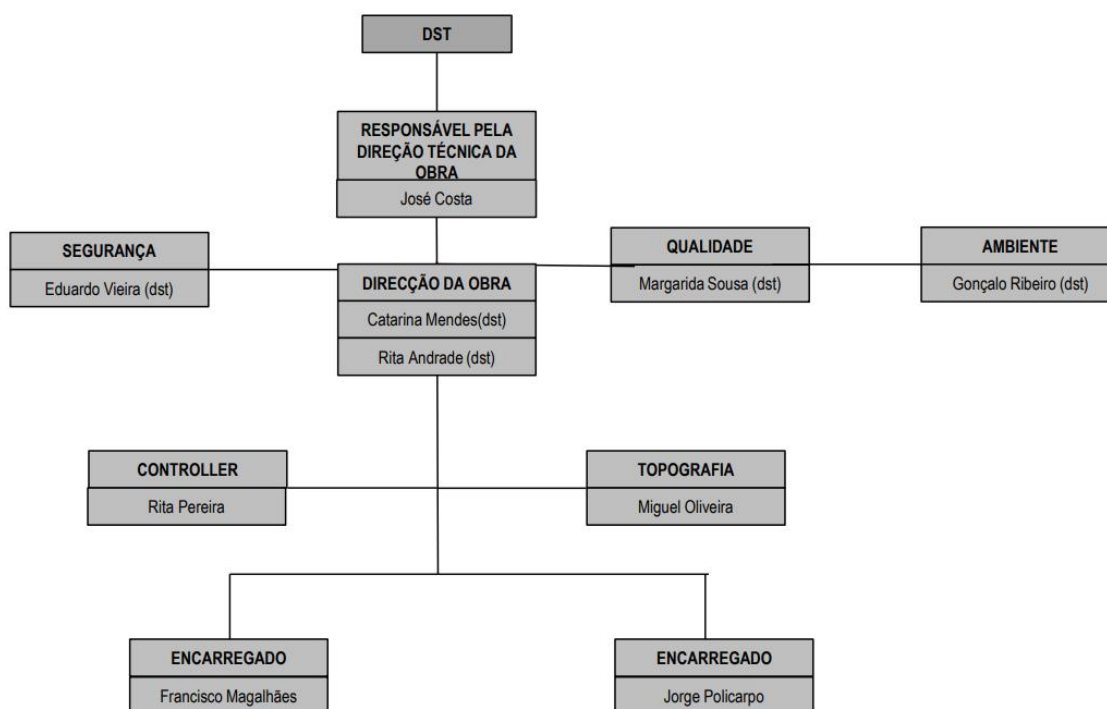 DST
RESPONSÁVEL PELA
DIREÇÃO TÉCNICA DA
OBRA
José Costa
SEGURANÇA
Eduardo Vieira (dst)
DIRECÇÃO DA OBRA
Catarina Mendes(dst)
Rita Andrade (dst)
QUALIDADE
Margarida Sousa (dst)
AMBIENTE
Gonçalo Ribeiro (dst)
CONTROLLER
Rita Pereira
TOPOGRAFIA
Miguel Oliveira
ENCARREGADO
Francisco Magalhães
ENCARREGADO
Jorge Policarpo